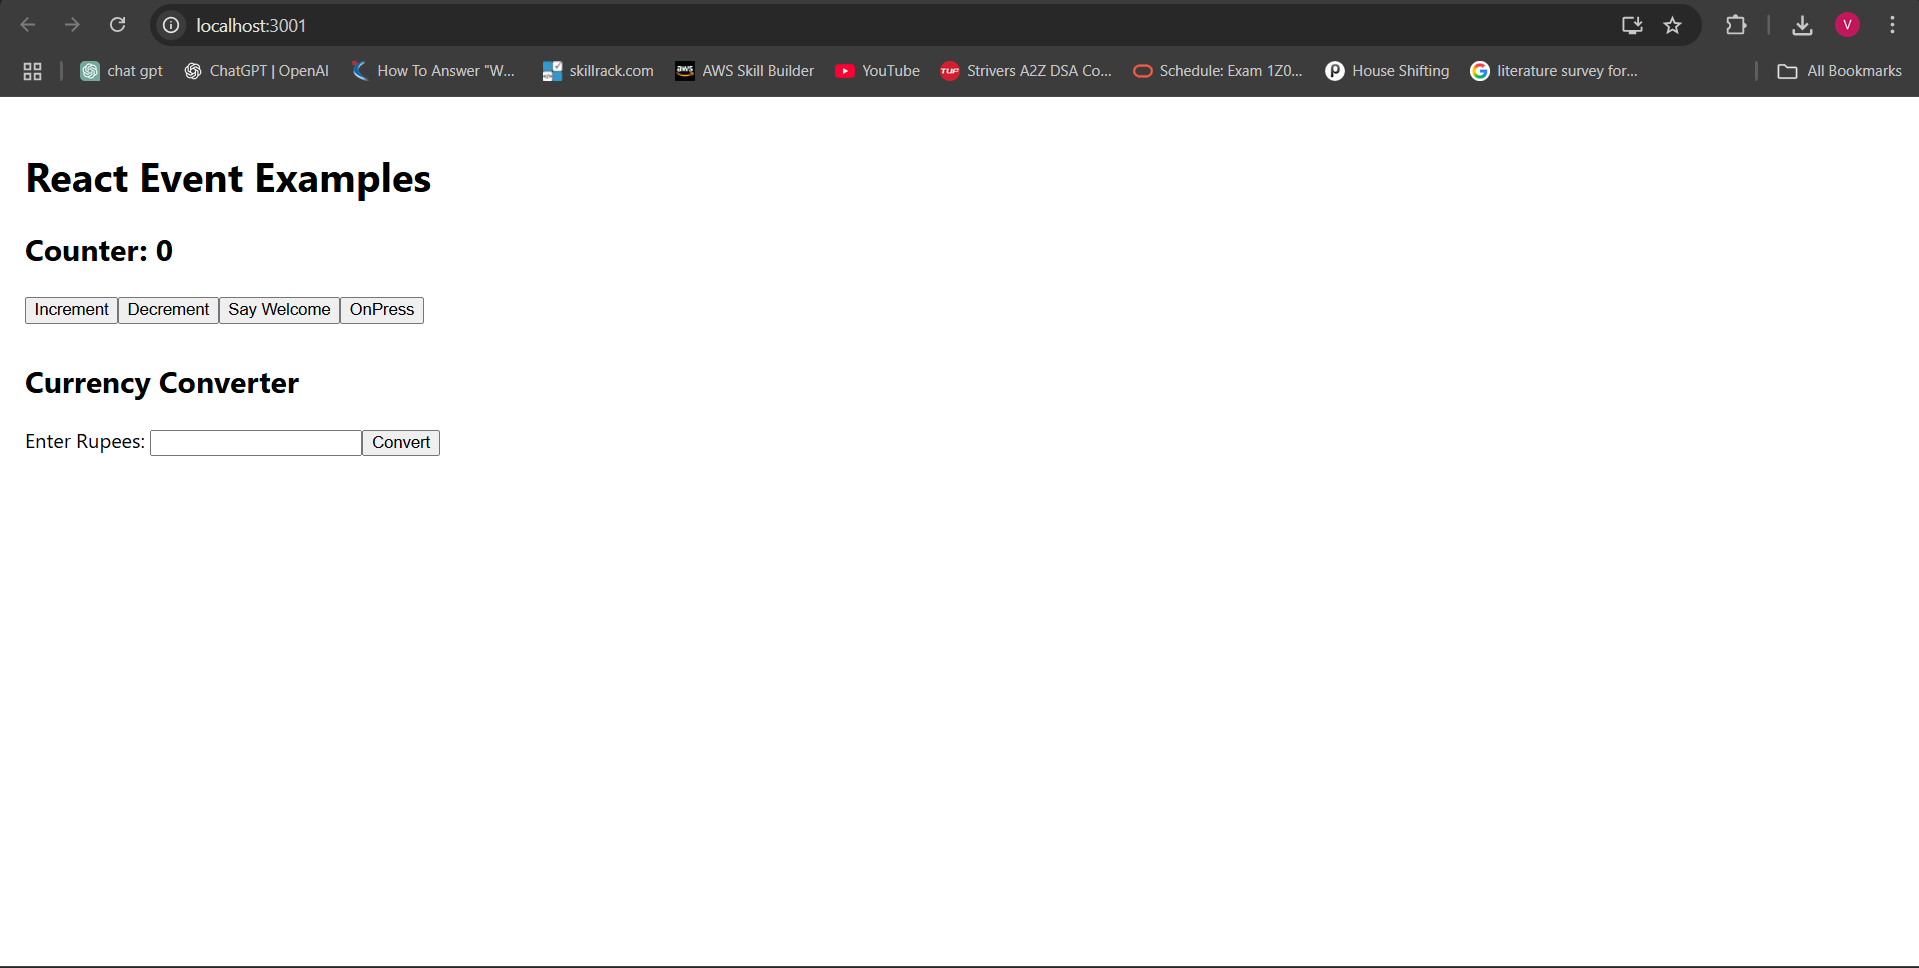 localhost:3001
V
chat gpt ChatGPT | OpenAI How To Answer "W... skillrack.com aws AWS Skill Builder YouTube TUF Strivers A2Z DSA Co... Schedule: Exam 1Z0... House Shifting literature survey for... All Bookmarks
React Event Examples
Counter: 0
Increment Decrement Say Welcome OnPress
Currency Converter
Enter Rupees: Convert